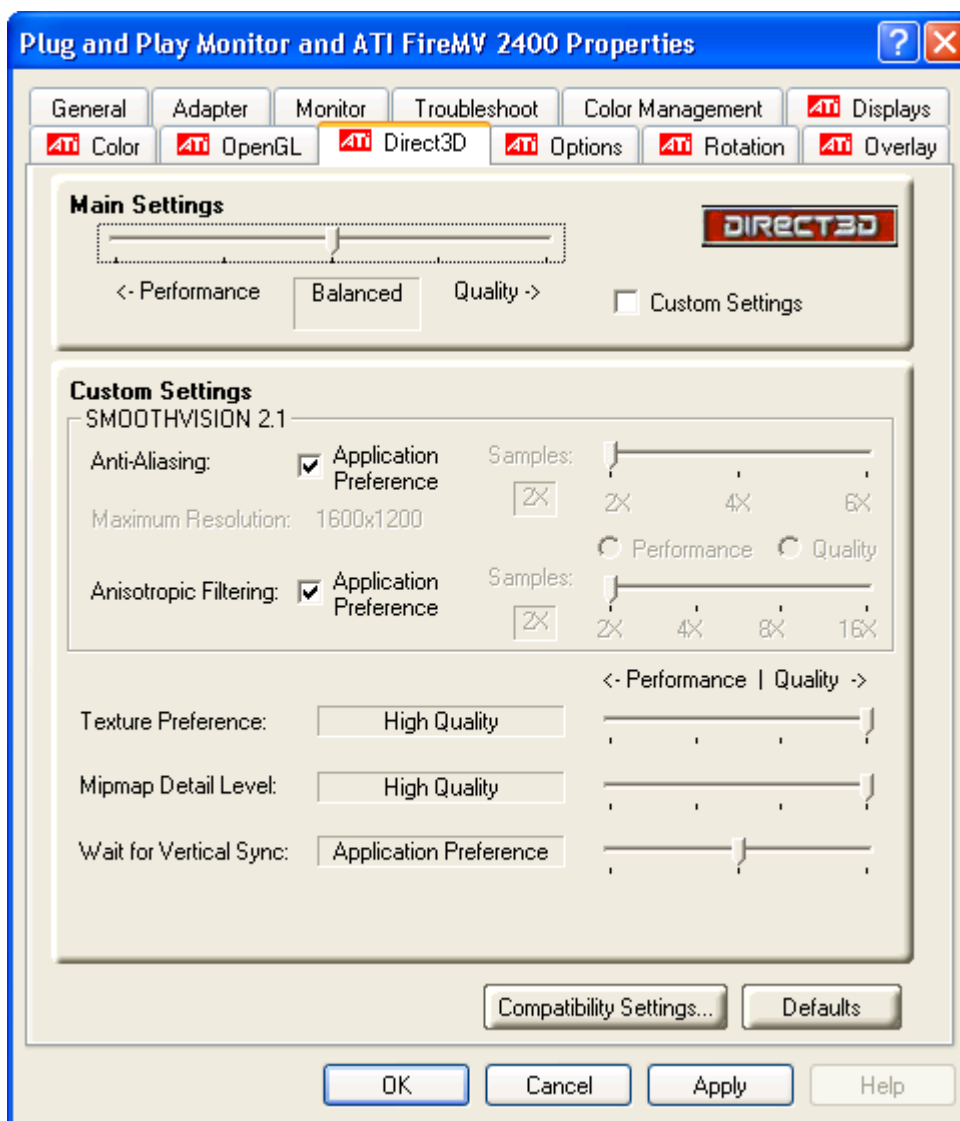 Plug and Play Monitor and ATI FireMV 2400 Properties
General Adapter Monitor Troubleshoot Color Management ATI Displays
ATI Color ATI OpenGL ATI Direct3D ATI Options ATI Rotation ATI Overlay
Main Settings
DIRECT3D
<- Performance Balanced Quality ->
Custom Settings
Custom Settings
SMOOTHVISION 2.1
Anti-Aliasing: Application Preference Samples:
2X 2X 4X 6X
Maximum Resolution: 1600x1200
Performance Quality
Anisotropic Filtering: Application Preference Samples:
2X 2X 4X 8X 16X
<- Performance | Quality ->
Texture Preference: High Quality
Mipmap Detail Level: High Quality
Wait for Vertical Sync: Application Preference
Compatibility Settings... Defaults
OK Cancel Apply Help